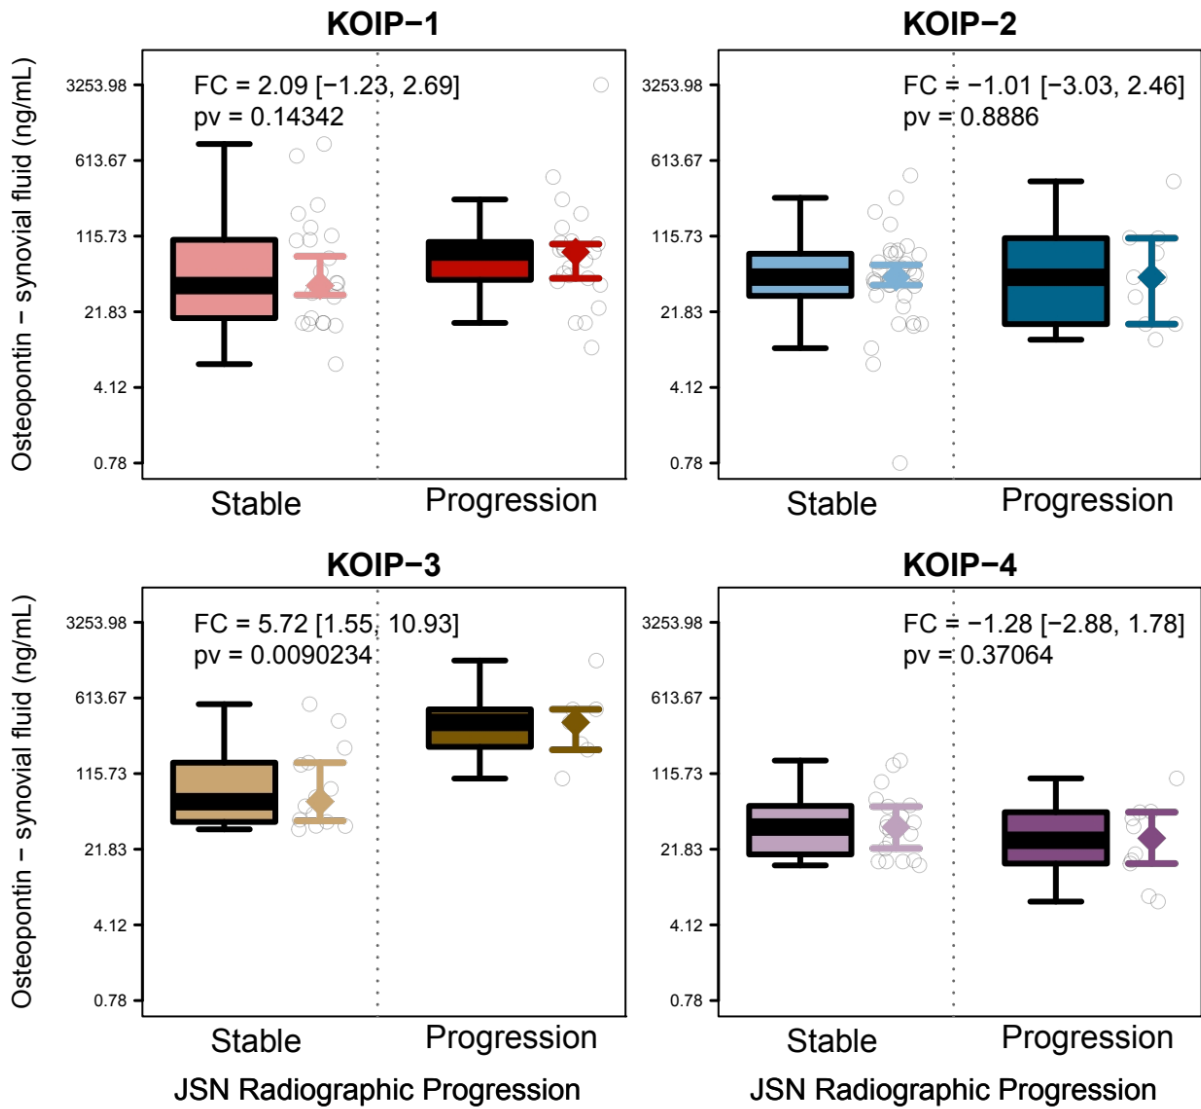 KOIP−1
Osteopontin − synovial fluid (ng/mL)
3253.98
613.67
115.73
21.83
4.12
0.78
FC = 2.09 [−1.23, 2.69]
pv = 0.14342
Stable
Progression
KOIP−2
3253.98
613.67
115.73
21.83
4.12
0.78
FC = −1.01 [−3.03, 2.46]
pv = 0.8886
Stable
Progression
KOIP−3
Osteopontin − synovial fluid (ng/mL)
3253.98
613.67
115.73
21.83
4.12
0.78
FC = 5.72 [1.55, 10.93]
pv = 0.0090234
Stable
Progression
JSN Radiographic Progression
KOIP−4
3253.98
613.67
115.73
21.83
4.12
0.78
FC = −1.28 [−2.88, 1.78]
pv = 0.37064
Stable
Progression
JSN Radiographic Progression